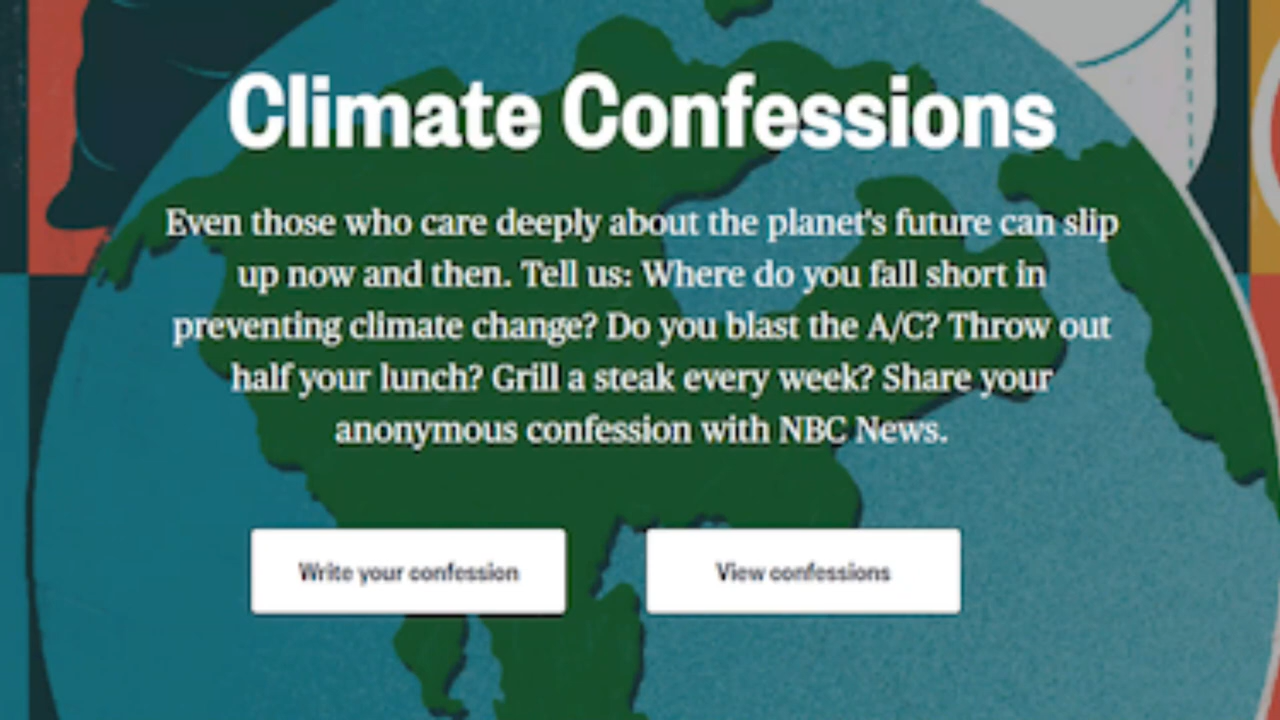 Climate Confessions
Even those who care deeply about the planet's future can slip
up now and then. Tell us: Where do you fall short in
preventing climate change? Do you blast the A/C? Throw out
half your lunch? Grill a steak every week? Share your
anonymous confession with NBC News.
Write your confession
View confessions